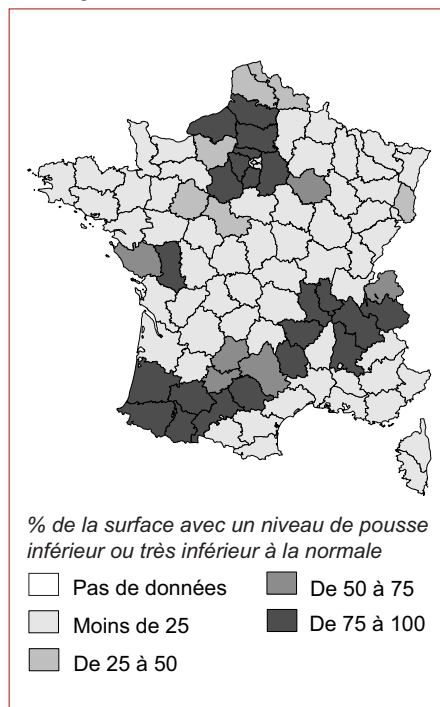 % de la surface avec un niveau de pousse
inférieur ou très inférieur à la normale
Pas de données
De 50 à 75
Moins de 25
De 75 à 100
De 25 à 50